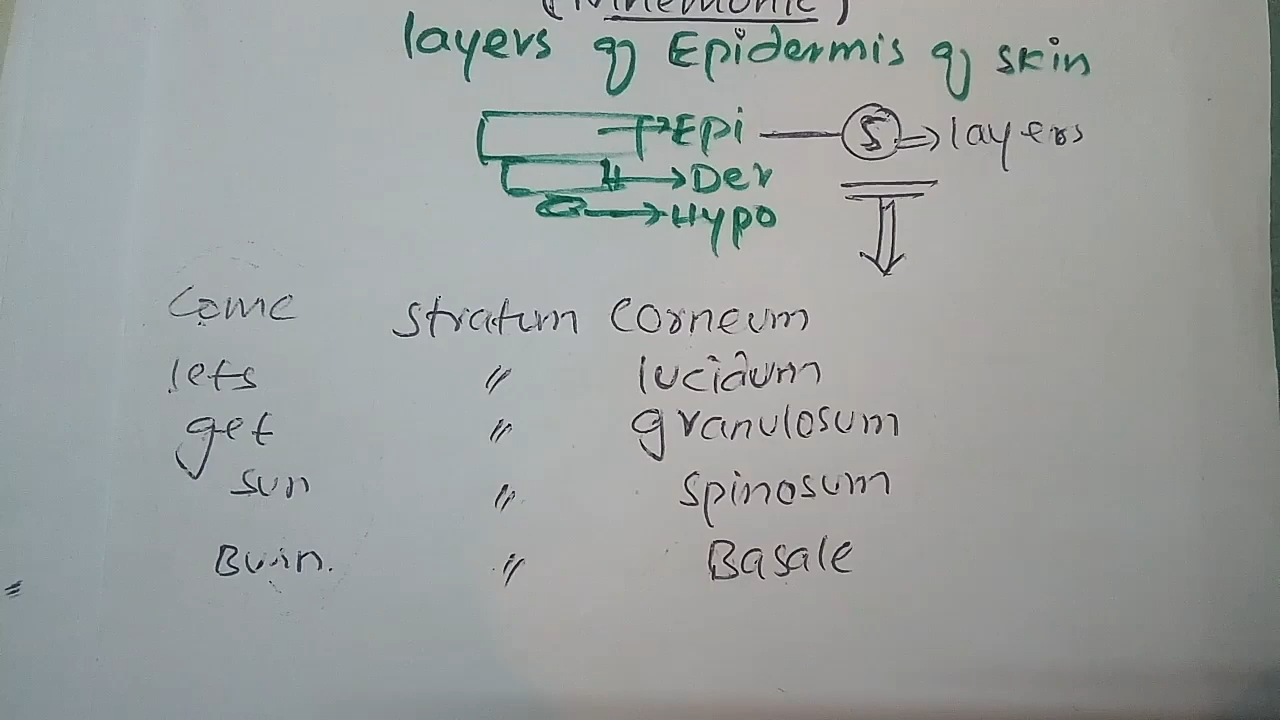 (Mnemonic)
layers of Epidermis of skin
Epi — 5 ⇒ layers
→ Der
→ Hypo
Come stratum Corneum
lets 〃 lucidum
get 〃 granulosum
sun 〃 spinosum
Burn. 〃 Basale